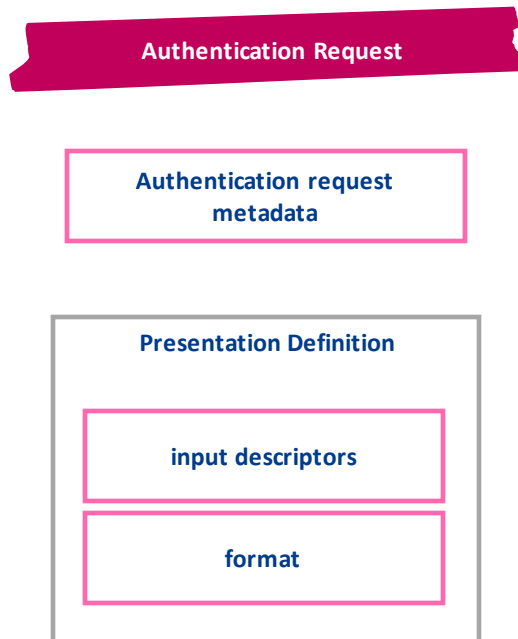 Authentication Request
Authentication request
metadata
Presentation Definition
input descriptors
format